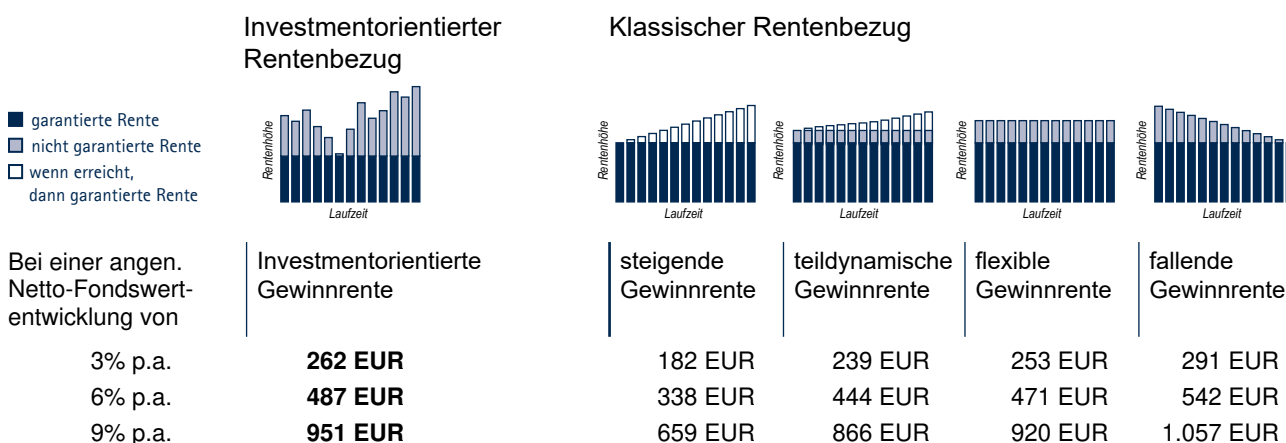 Investmentorientierter
Rentenbezug
Klassischer Rentenbezug
garantierte Rente
nicht garantierte Rente
wenn erreicht,
dann garantierte Rente
Rentenhöhe
Laufzeit
Rentenhöhe
Laufzeit
Rentenhöhe
Laufzeit
Rentenhöhe
Laufzeit
Rentenhöhe
Laufzeit
Bei einer angen.
Netto-Fondswert-
entwicklung von
Investmentorientierte
Gewinnrente
steigende
Gewinnrente
teildynamische
Gewinnrente
flexible
Gewinnrente
fallende
Gewinnrente
3% p.a. 262 EUR 182 EUR 239 EUR 253 EUR 291 EUR
6% p.a. 487 EUR 338 EUR 444 EUR 471 EUR 542 EUR
9% p.a. 951 EUR 659 EUR 866 EUR 920 EUR 1.057 EUR